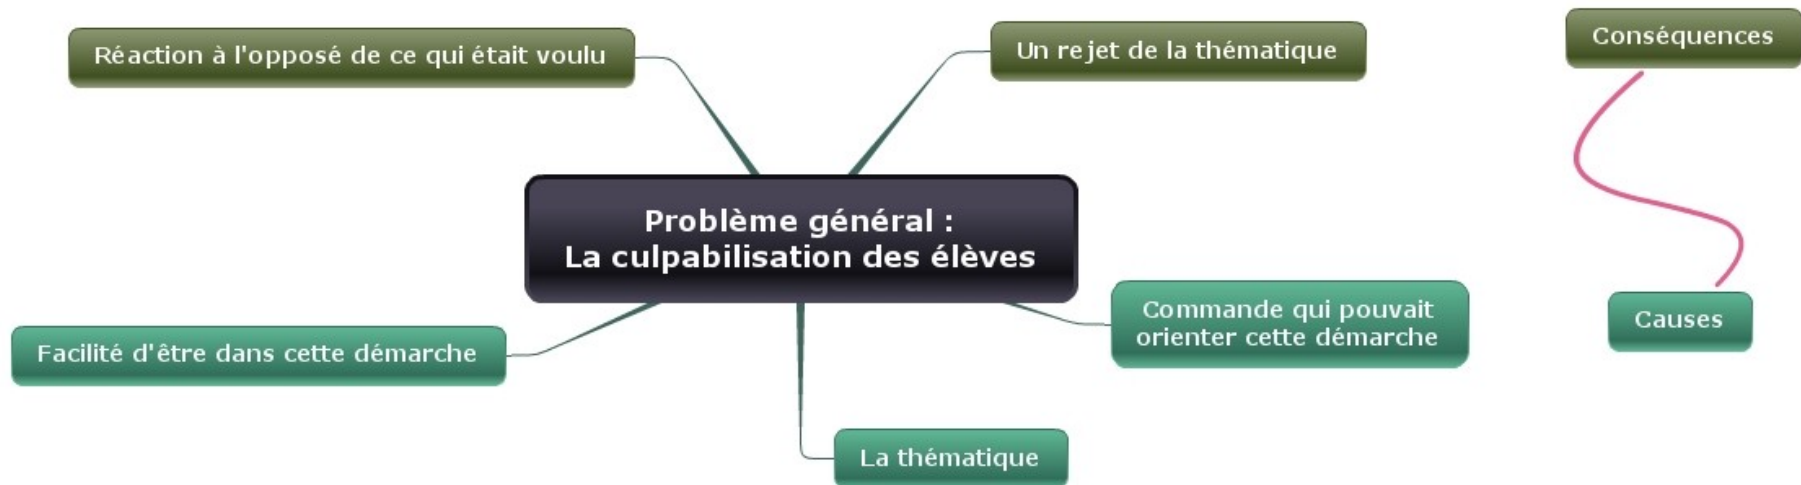 Réaction à l'opposé de ce qui était voulu
Un rejet de la thématique
Conséquences
Problème général :
La culpabilisation des élèves
Commande qui pouvait
orienter cette démarche
Causes
Facilité d'être dans cette démarche
La thématique